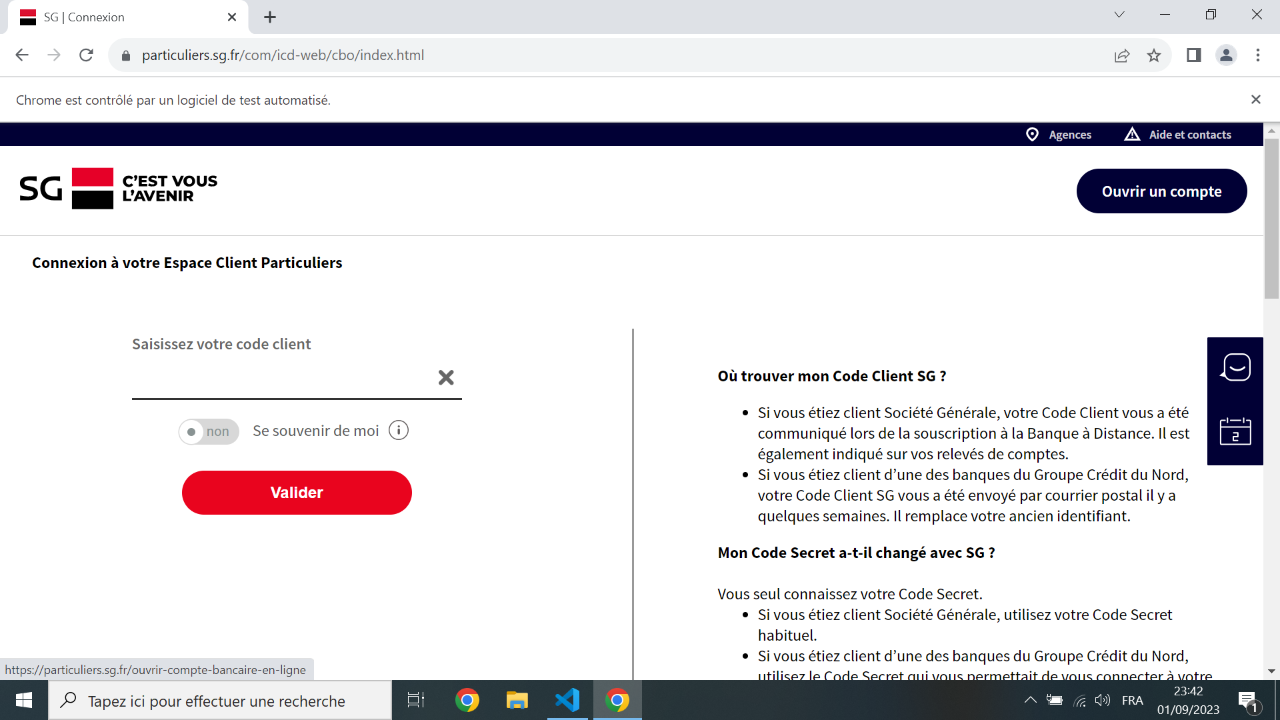 SG | Connexion
particuliers.sg.fr/com/icd-web/cbo/index.html
Chrome est contrôlé par un logiciel de test automatisé.
Agences
Aide et contacts
SG
C'EST VOUS
L'AVENIR
Ouvrir un compte
Connexion à votre Espace Client Particuliers
Saisissez votre code client
non
Se souvenir de moi
Valider
Où trouver mon Code Client SG ?
Si vous étiez client Société Générale, votre Code Client vous a été
communiqué lors de la souscription à la Banque à Distance. Il est
également indiqué sur vos relevés de comptes.
Si vous étiez client d'une des banques du Groupe Crédit du Nord,
votre Code Client SG vous a été envoyé par courrier postal il y a
quelques semaines. Il remplace votre ancien identifiant.
Mon Code Secret a-t-il changé avec SG ?
Vous seul connaissez votre Code Secret.
Si vous étiez client Société Générale, utilisez votre Code Secret
habituel.
Si vous étiez client d'une des banques du Groupe Crédit du Nord,
utilisez le Code Secret qui vous permettait de vous connecter à votre
2
https://particuliers.sg.fr/ouvrir-compte-bancaire-en-ligne
Tapez ici pour effectuer une recherche
FRA
23:42
01/09/2023
1